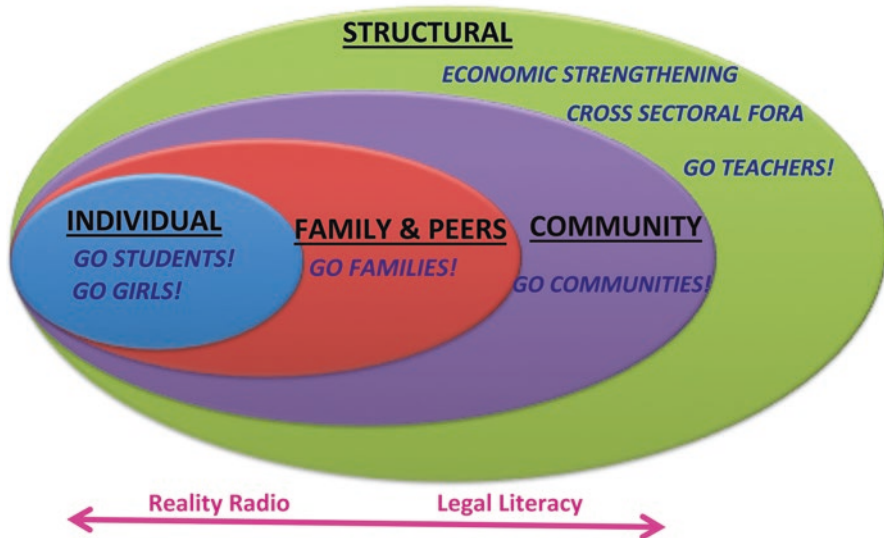 STRUCTURAL
ECONOMIC STRENGTHENING
CROSS SECTORAL FORA
GO TEACHERS!
INDIVIDUAL
GO STUDENTS!
GO GIRLS!
FAMILY & PEERS
GO FAMILIES!
COMMUNITY
GO COMMUNITIES!
Reality Radio
Legal Literacy